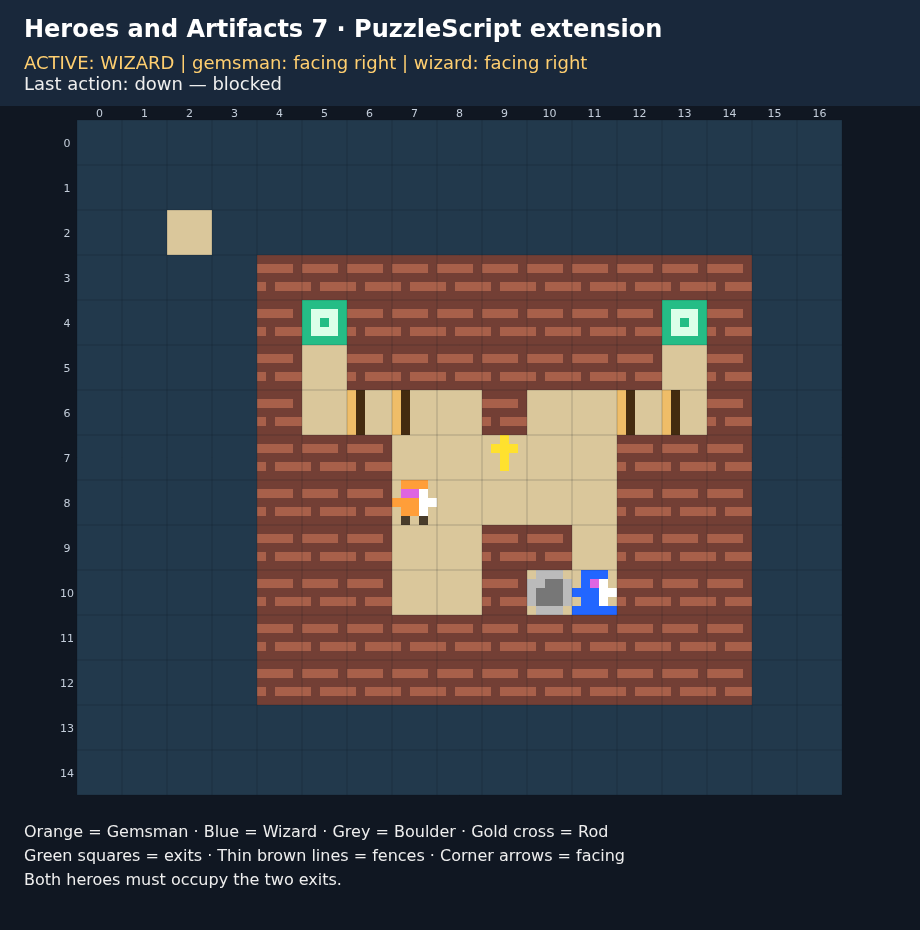 Heroes and Artifacts 7 · PuzzleScript extension
ACTIVE: WIZARD | gemsman: facing right | wizard: facing right
Last action: down — blocked
0 1 2 3 4 5 6 7 8 9 10 11 12 13 14 15 16
0
1
2
3
4
5
6
7
8
9
10
11
12
13
14
Orange = Gemsman · Blue = Wizard · Grey = Boulder · Gold cross = Rod
Green squares = exits · Thin brown lines = fences · Corner arrows = facing
Both heroes must occupy the two exits.